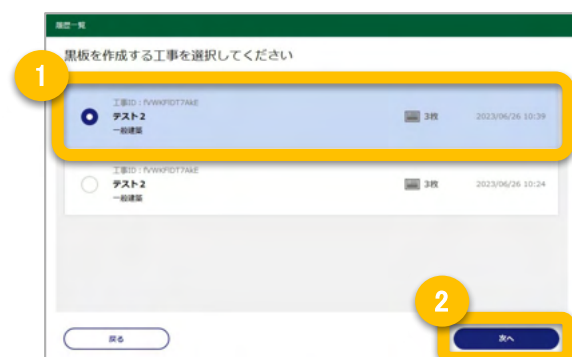 履歴一覧
黒板を作成する工事を選択してください
1
工事ID : fVWKFlDT7AkE
テスト2
一般建築
3枚
2023/06/26 10:39
工事ID : fVWKFlDT7AkE
テスト2
一般建築
3枚
2023/06/26 10:24
2
戻る
次へ